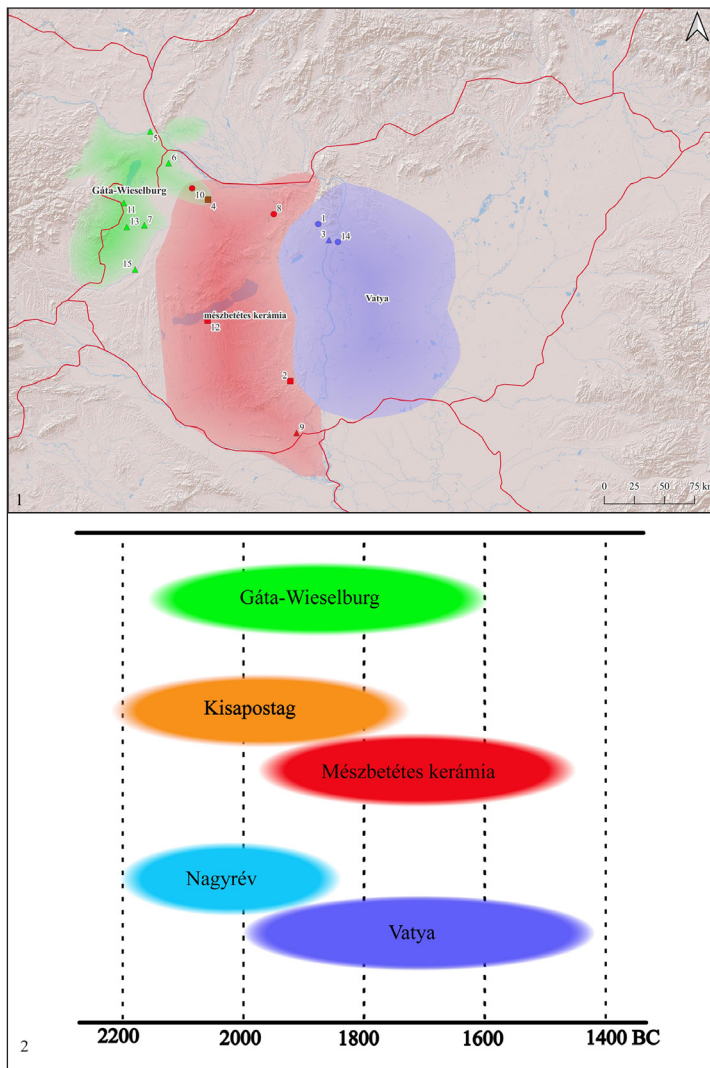 5
6
10
Gáta-Wieselburg
4
11
8
13
7
1
3
14
15
Vatya
mészbetétes kerámia
12
2
9
0 25 50 75 km
1
Gáta-Wieselburg
Kisapostag
Mészbetétes kerámia
Nagyrév
Vatya
2200 2000 1800 1600 1400 BC
2